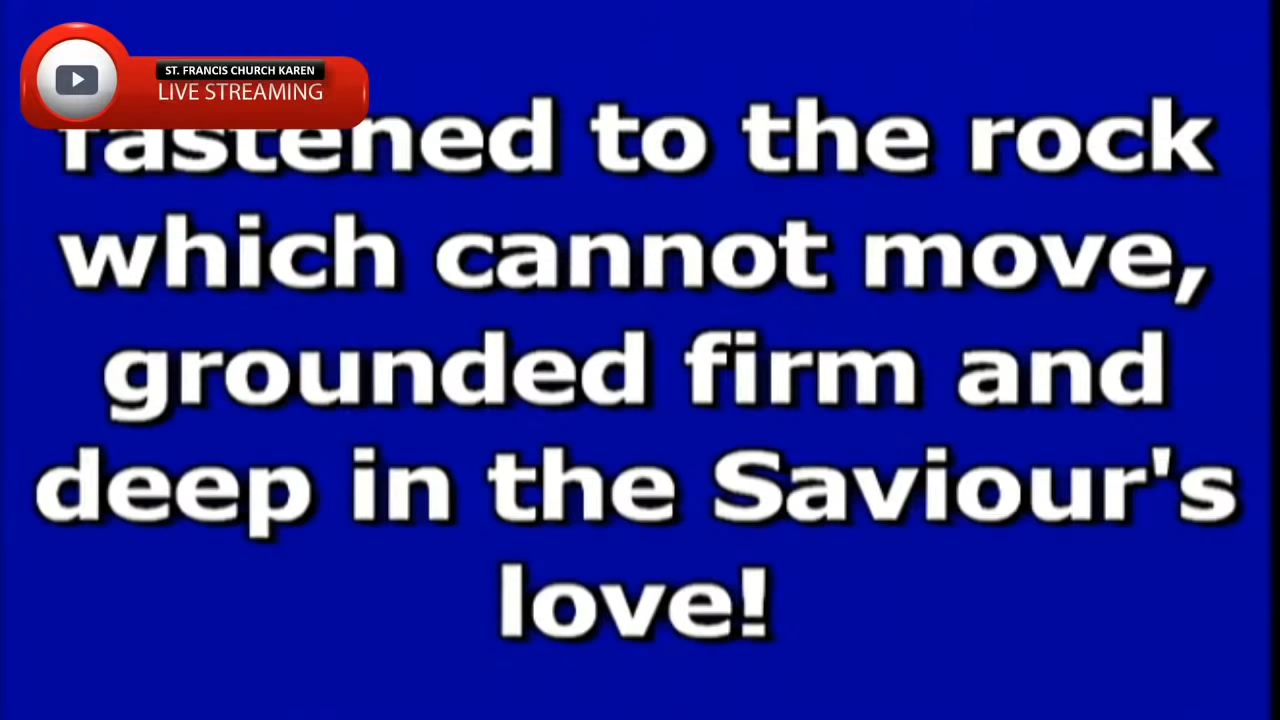 ST. FRANCIS CHURCH KAREN
LIVE STREAMING
fastened to the rock
which cannot move,
grounded firm and
deep in the Saviour's
love!